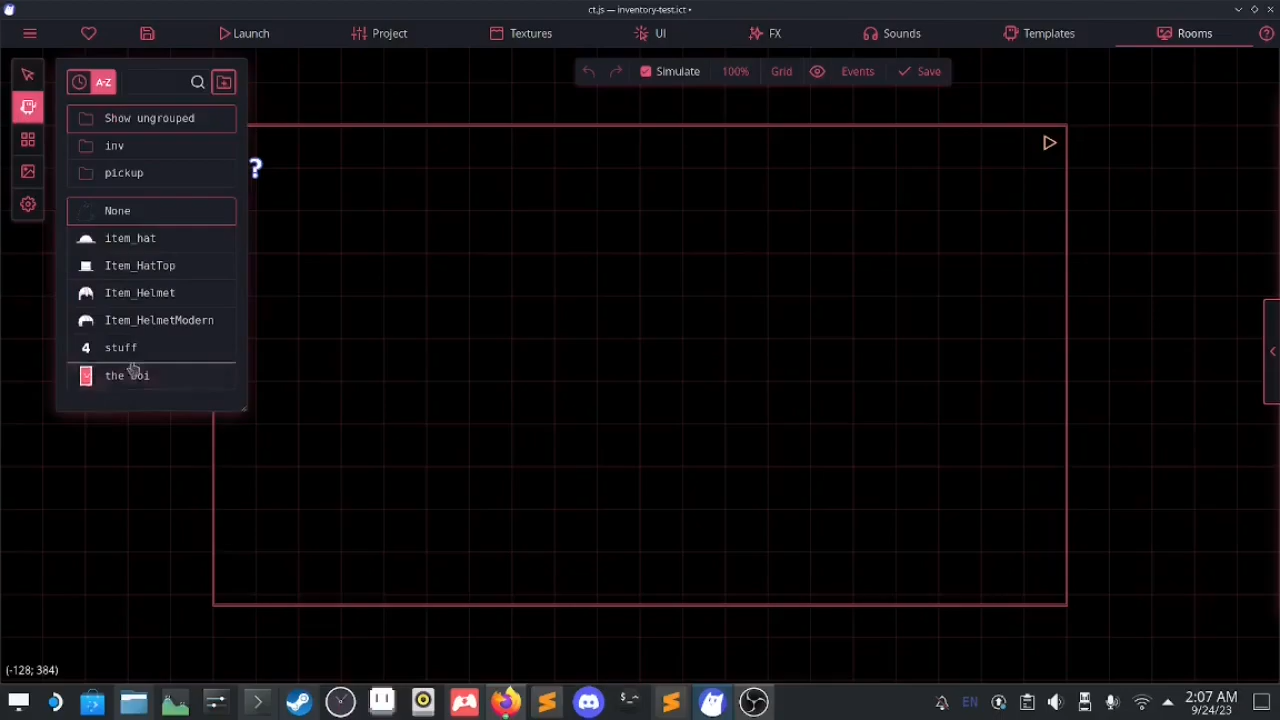 ct.js — inventory-test.ict •
Launch Project Textures UI FX Sounds Templates Rooms
A-Z
Simulate 100% Grid Events Save
Show ungrouped
inv
?
pickup
None
item_hat
Item_HatTop
Item_Helmet
Item_HelmetModern
4 stuff
the boi
(-128; 384)
EN
2:07 AM
9/24/23